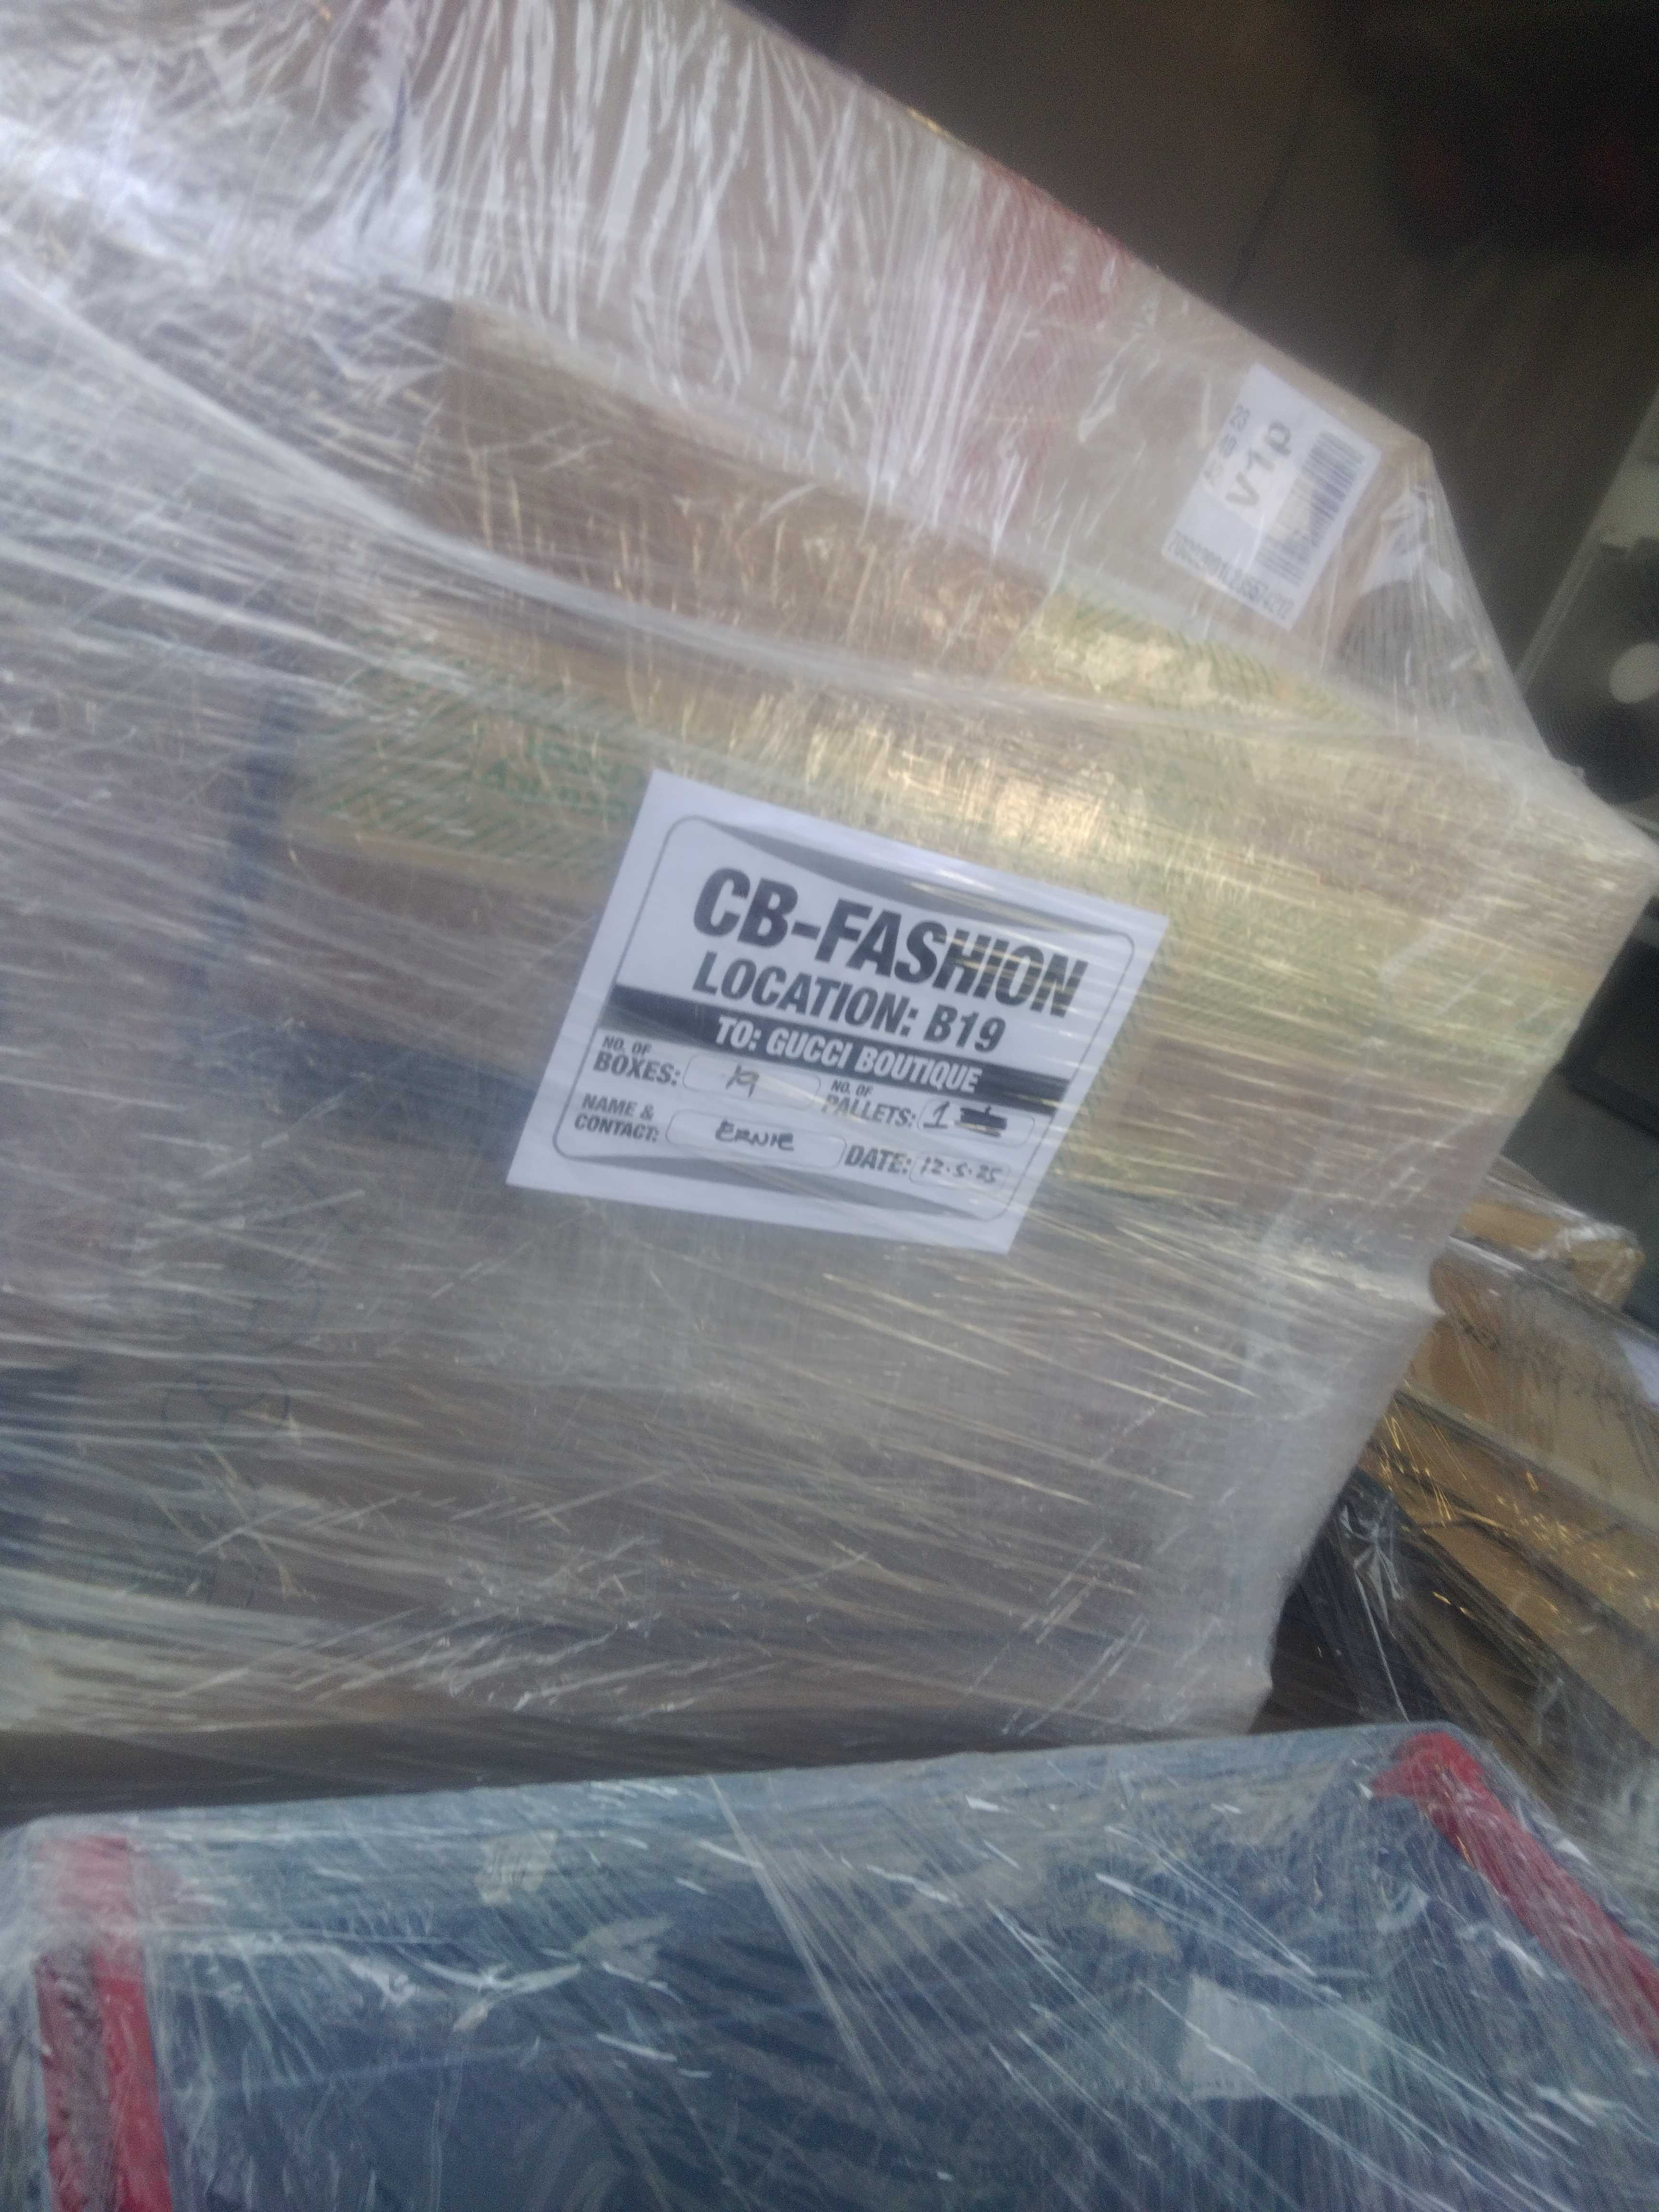 V1p
CB-FASHION
LOCATION: B19
TO: GUCCI BOUTIQUE
NO. OF BOXES: 19 NO. OF PALLETS: 1
NAME & CONTACT: ERNIE DATE: 12.5.25